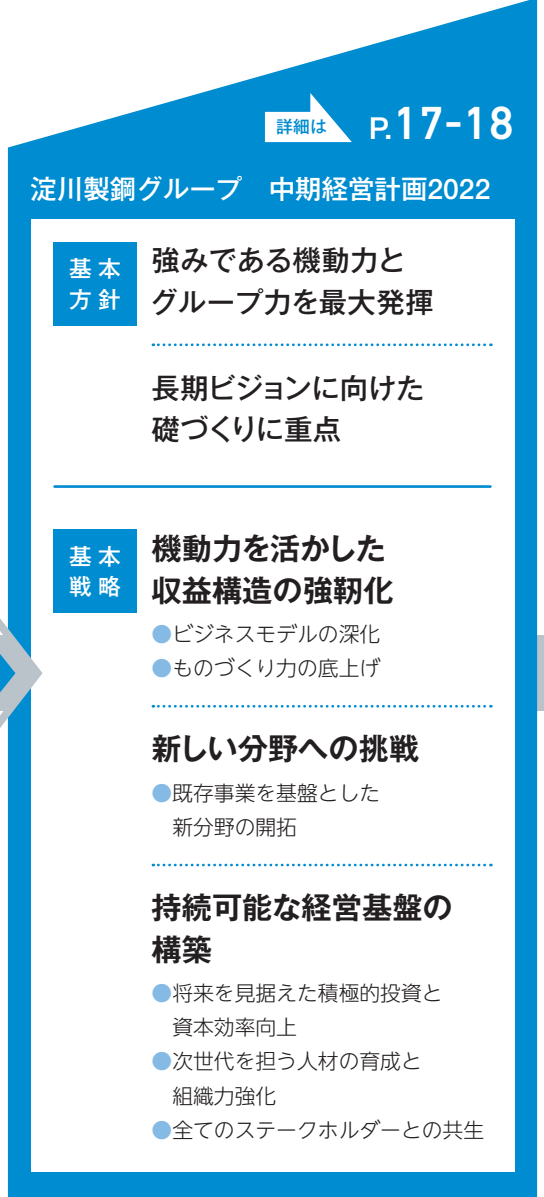 詳細は P.17-18
淀川製鋼グループ　中期経営計画2022
基本
方針
強みである機動力と
グループ力を最大発揮
長期ビジョンに向けた
礎づくりに重点
基本
戦略
機動力を活かした
収益構造の強靭化
●ビジネスモデルの深化
●ものづくり力の底上げ
新しい分野への挑戦
●既存事業を基盤とした
新分野の開拓
持続可能な経営基盤の
構築
●将来を見据えた積極的投資と
資本効率向上
●次世代を担う人材の育成と
組織力強化
●全てのステークホルダーとの共生